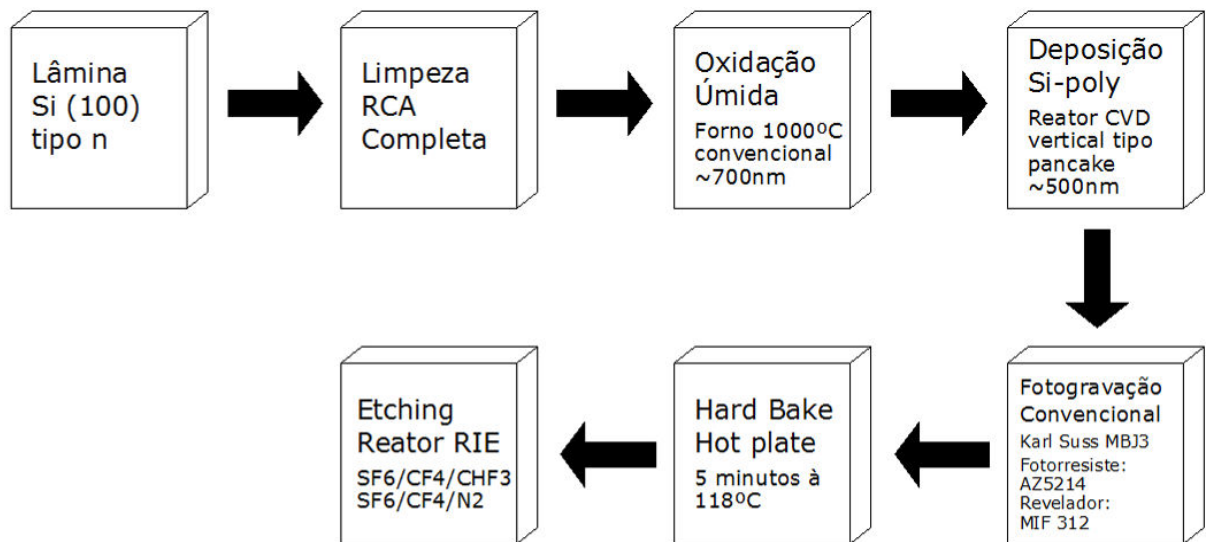 Lâmina
Si (100)
tipo n
Limpeza
RCA
Completa
Oxidação
Úmida
Forno 1000ºC
convencional
~700nm
Deposição
Si-poly
Reator CVD
vertical tipo
pancake
~500nm
Fotogravação
Convencional
Karl Suss MBJ3
Fotorresiste:
AZ5214
Revelador:
MIF 312
Hard Bake
Hot plate
5 minutos à
118ºC
Etching
Reator RIE
SF6/CF4/CHF3
SF6/CF4/N2